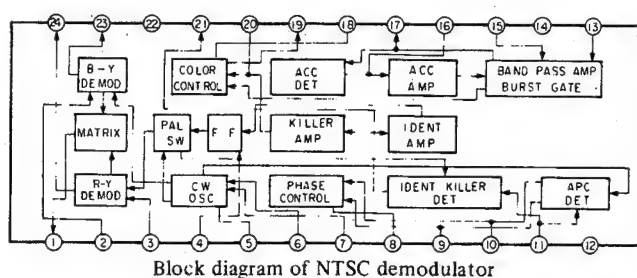 24 23 22 21 20 19 18 17 16 15 14 13
B-Y DEMOD
COLOR CONTROL
ACC DET
ACC AMP
BAND PASS AMP BURST GATE
MATRIX
PAL SW
F F
KILLER AMP
IDENT AMP
R-Y DEMOD
CW OSC
PHASE CONTROL
IDENT KILLER DET
APC DET
1 2 3 4 5 6 7 8 9 10 11 12
Block diagram of NTSC demodulator